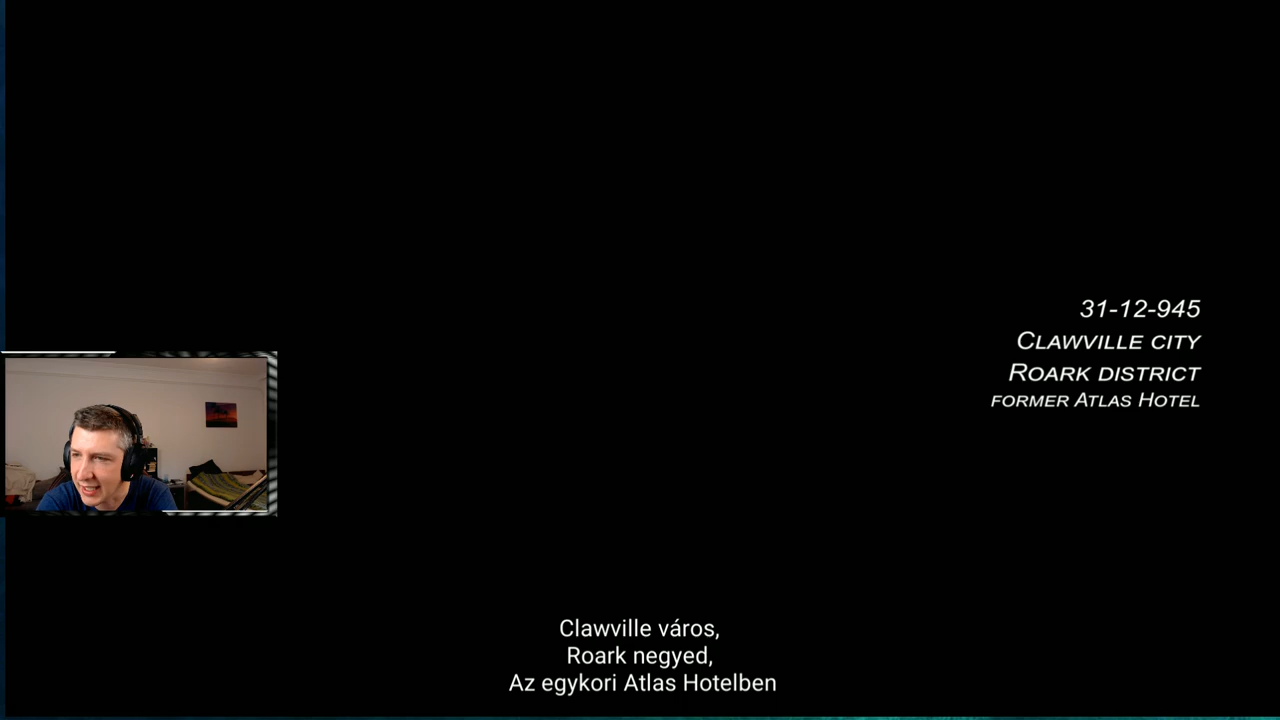 31-12-945
CLAWVILLE CITY
ROARK DISTRICT
FORMER ATLAS HOTEL
Clawville város,
Roark negyed,
Az egykori Atlas Hotelben